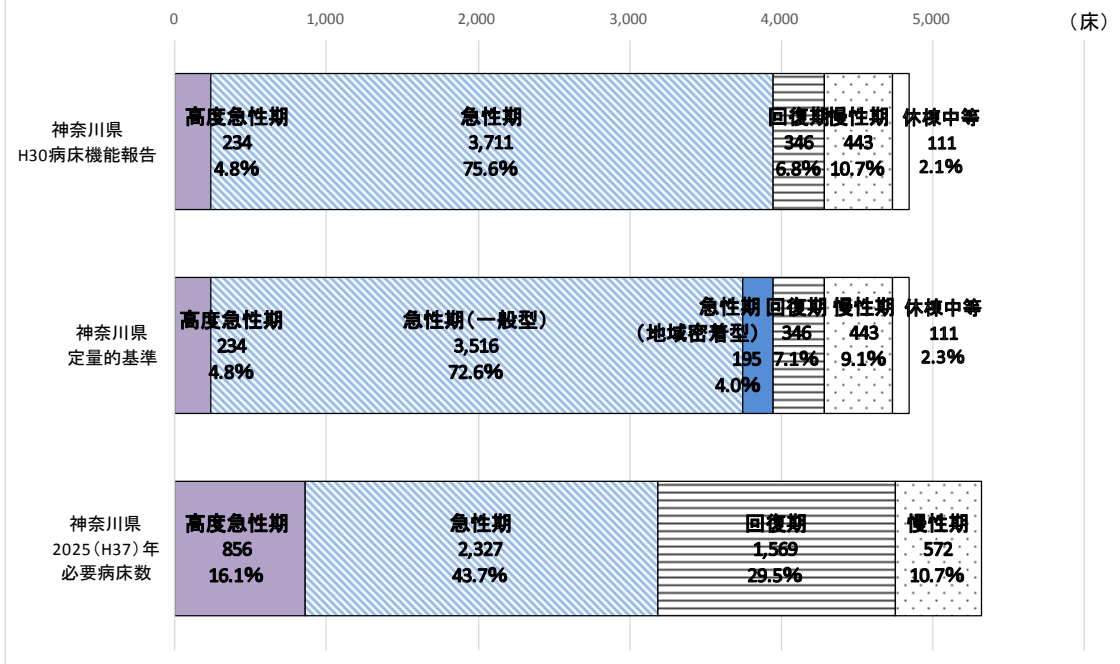 0 1,000 2,000 3,000 4,000 5,000 （床）
神奈川県
H30病床機能報告
高度急性期
234
4.8%
急性期
3,711
75.6%
回復期
346
6.8%
慢性期
443
10.7%
休棟中等
111
2.1%
神奈川県
定量的基準
高度急性期
234
4.8%
急性期（一般型）
3,516
72.6%
急性期
（地域密着型）
195
4.0%
回復期
346
7.1%
慢性期
443
9.1%
休棟中等
111
2.3%
神奈川県
2025（H37）年
必要病床数
高度急性期
856
16.1%
急性期
2,327
43.7%
回復期
1,569
29.5%
慢性期
572
10.7%